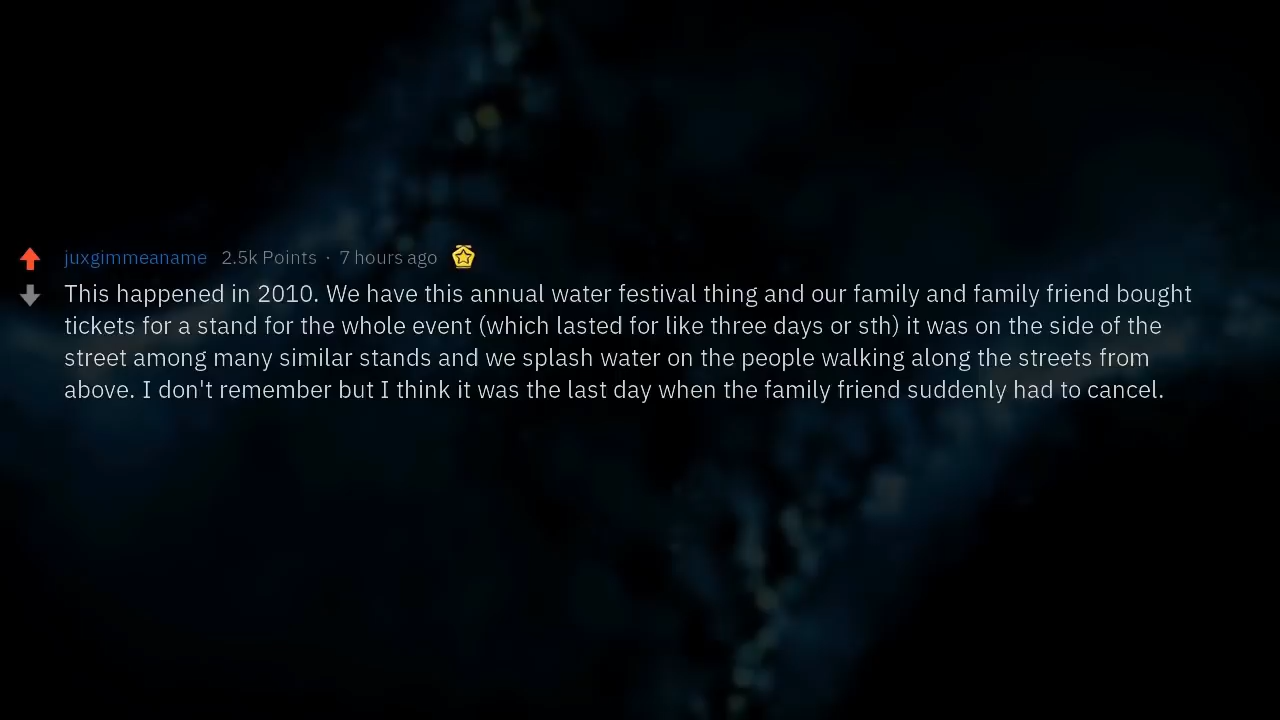 juxgimmeaname 2.5k Points · 7 hours ago
This happened in 2010. We have this annual water festival thing and our family and family friend bought
tickets for a stand for the whole event (which lasted for like three days or sth) it was on the side of the
street among many similar stands and we splash water on the people walking along the streets from
above. I don't remember but I think it was the last day when the family friend suddenly had to cancel.